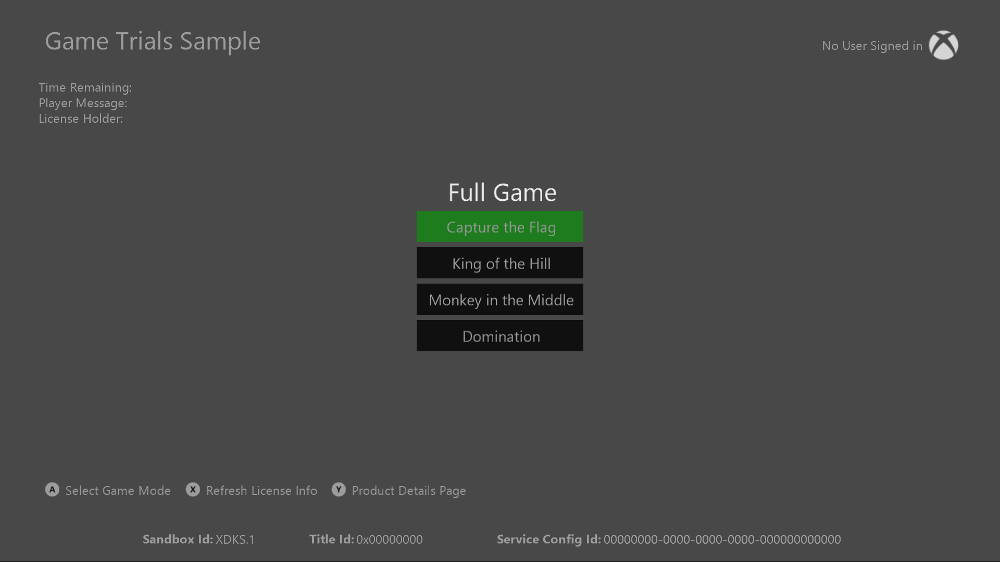 Game Trials Sample
No User Signed in
Time Remaining:
Player Message:
License Holder:
Full Game
Capture the Flag
King of the Hill
Monkey in the Middle
Domination
A Select Game Mode X Refresh License Info Y Product Details Page
Sandbox Id: XDKS.1 Title Id: 0x00000000 Service Config Id: 00000000-0000-0000-0000-000000000000